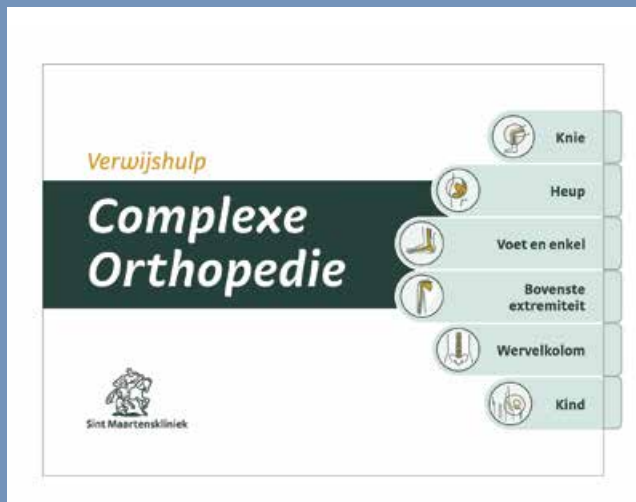 Verwijshulp
Complexe
Orthopedie
Knie
Heup
Voet en enkel
Bovenste
extremiteit
Wervelkolom
Kind
Sint Maartenskliniek